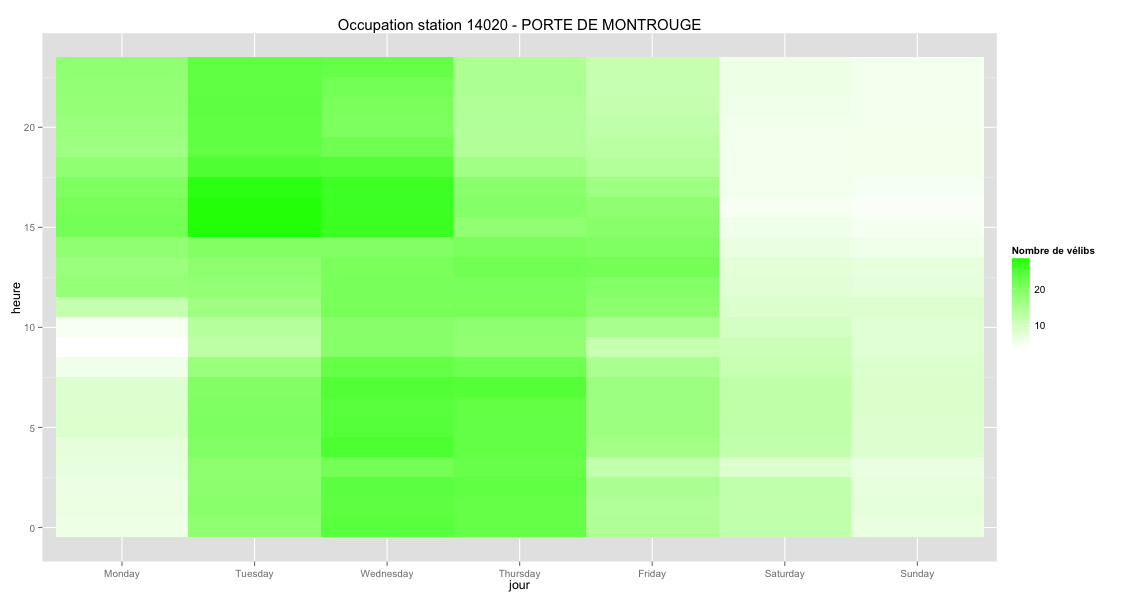 Occupation station 14020 - PORTE DE MONTROUGE
20
15
10
5
0
heure
Monday Tuesday Wednesday Thursday Friday Saturday Sunday
jour
Nombre de vélibs
20
10